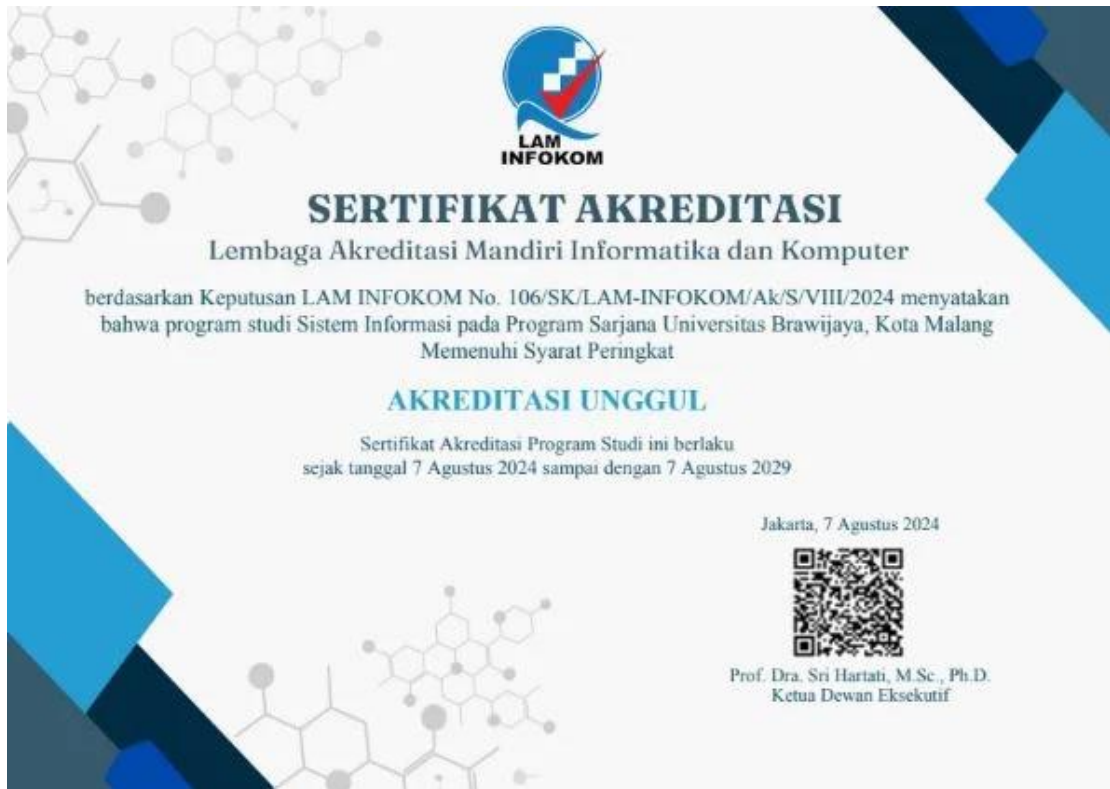 LAM
INFOKOM
SERTIFIKAT AKREDITASI
Lembaga Akreditasi Mandiri Informatika dan Komputer
berdasarkan Keputusan LAM INFOKOM No. 106/SK/LAM-INFOKOM/Ak/S/VIII/2024 menyatakan
bahwa program studi Sistem Informasi pada Program Sarjana Universitas Brawijaya, Kota Malang
Memenuhi Syarat Peringkat
AKREDITASI UNGGUL
Sertifikat Akreditasi Program Studi ini berlaku
sejak tanggal 7 Agustus 2024 sampai dengan 7 Agustus 2029
Jakarta, 7 Agustus 2024
Prof. Dra. Sri Hartati, M.Sc., Ph.D.
Ketua Dewan Eksekutif